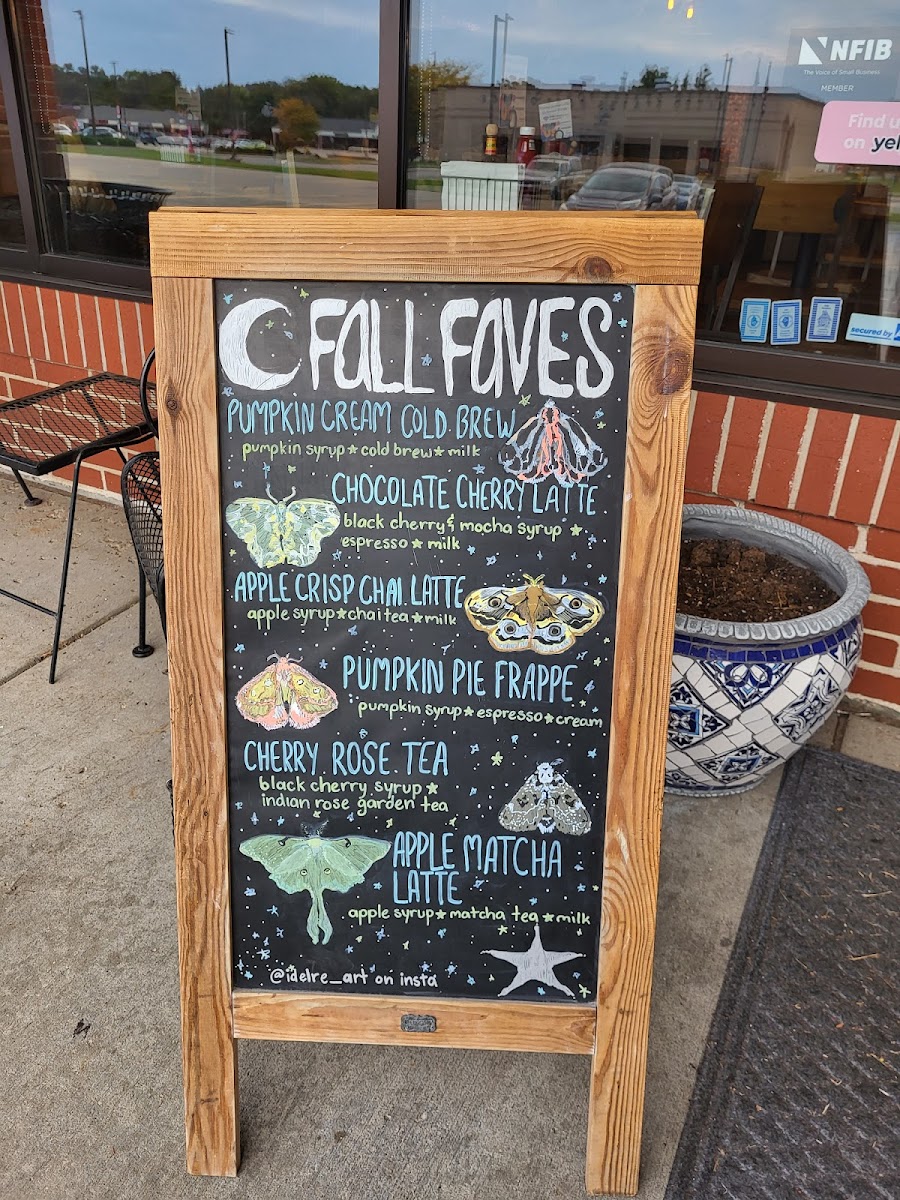 NFIB
The Voice of Small Business
MEMBER
Find u
on yel
secured by
FALL FAVES
PUMPKIN CREAM COLD BREW
pumpkin syrup★cold brew★milk
CHOCOLATE CHERRY LATTE
black cherry & mocha syrup ★
espresso ★ milk
APPLE CRISP CHAI LATTE
apple syrup★chai tea★milk
PUMPKIN PIE FRAPPE
pumpkin syrup★espresso★cream
CHERRY ROSE TEA
black cherry syrup★
indian rose garden tea
APPLE MATCHA
LATTE
apple syrup★matcha tea★milk
@idelre_art on insta